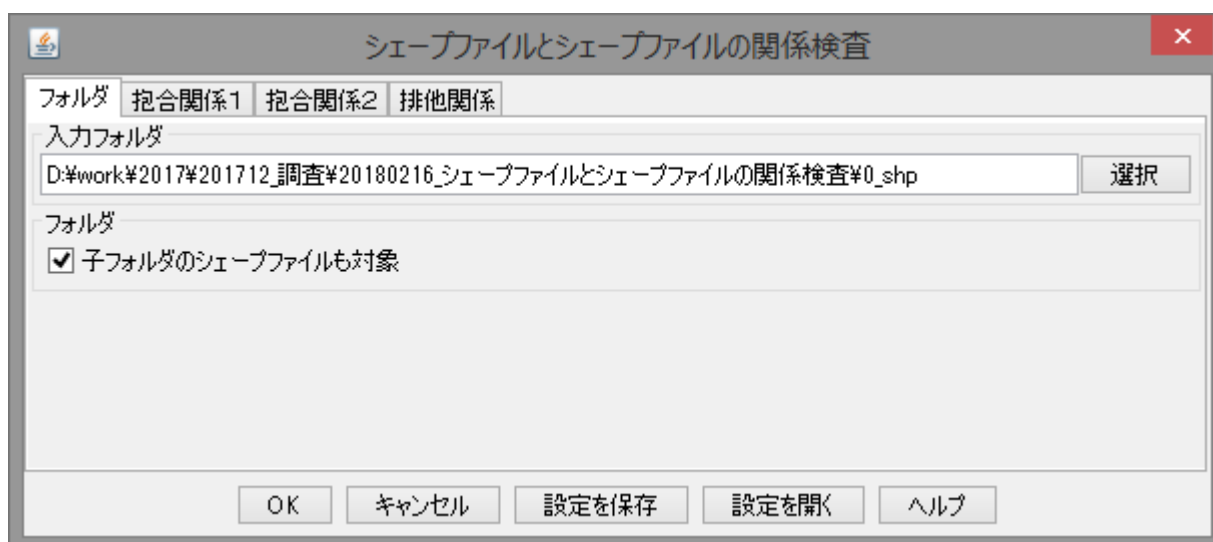 シェープファイルとシェープファイルの関係検査
フォルダ 抱合関係1 抱合関係2 排他関係
入力フォルダ
D:¥work¥2017¥201712_調査¥20180216_シェープファイルとシェープファイルの関係検査¥0_shp 選択
フォルダ
子フォルダのシェープファイルも対象
OK キャンセル 設定を保存 設定を開く ヘルプ